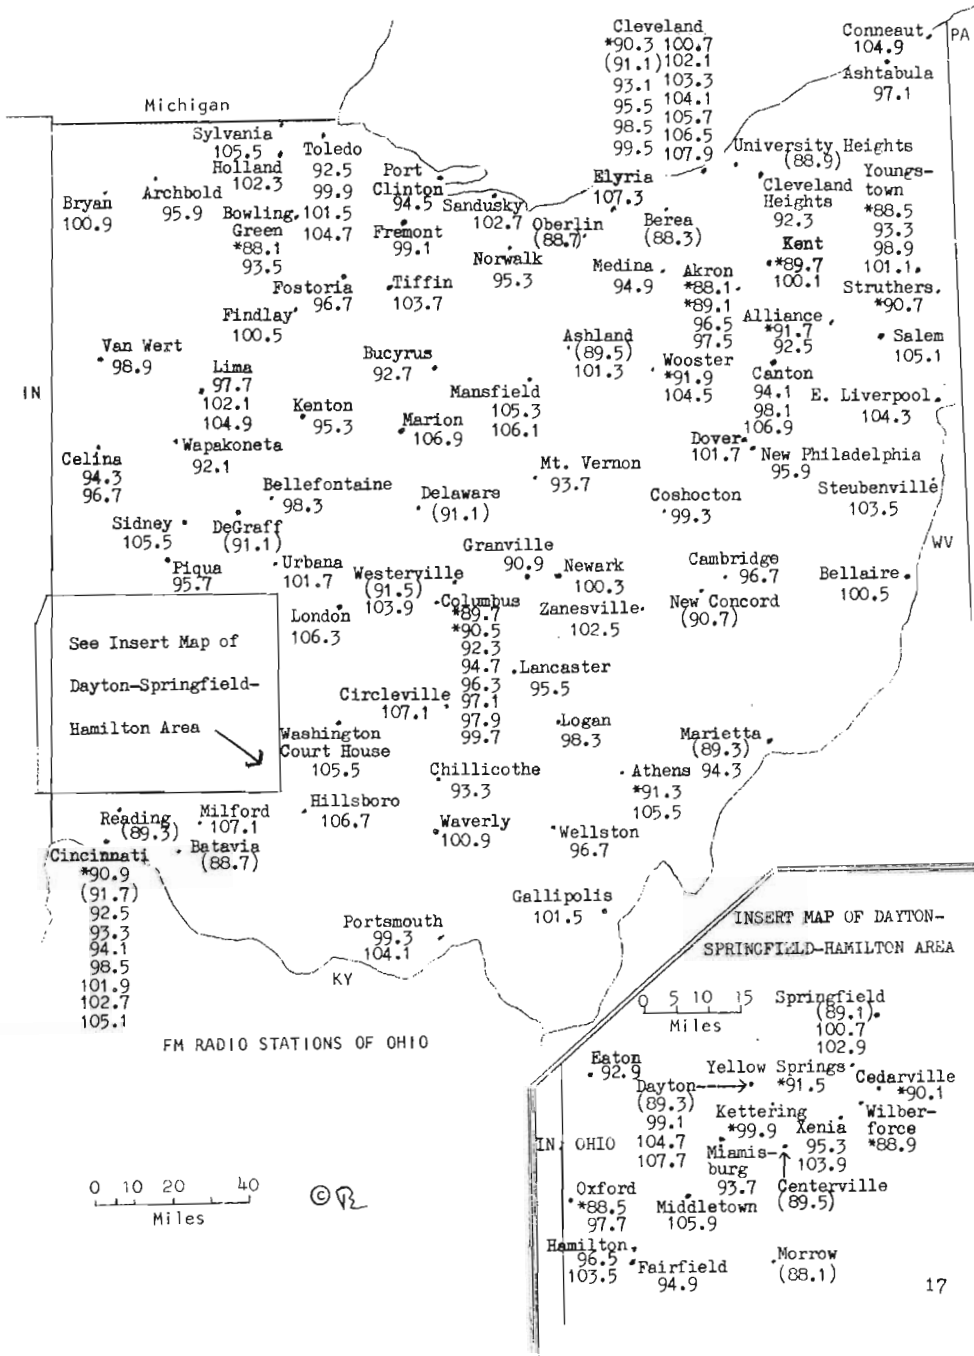 Cleveland
*90.3 100.7
(91.1) 102.1
93.1 103.3
95.5 104.1
98.5 105.7
99.5 106.5
107.9
Conneaut
104.9
PA
Ashtabula
97.1
Michigan
Sylvania
105.5
Holland
102.3
Toledo
92.5
99.9
101.5
104.7
Port
Clinton
94.5
Sandusky
102.7
Elyria
107.3
University Heights
(88.9)
Cleveland
Heights
92.3
Youngs-
town
*88.5
93.3
98.9
101.1
Bryan
100.9
Archbold
95.9
Bowling
Green
*88.1
93.5
Fremont
99.1
Oberlin
(88.7)
Berea
(88.3)
Kent
*89.7
100.1
Norwalk
95.3
Medina
94.9
Akron
*88.1
*89.1
96.5
97.5
Struthers
*90.7
Fostoria
96.7
Tiffin
103.7
Findlay
100.5
Alliance
*91.7
92.5
Salem
105.1
Van Wert
98.9
Lima
97.7
102.1
104.9
Bucyrus
92.7
Ashland
(89.5)
101.3
Wooster
*91.9
104.5
Canton
94.1
98.1
106.9
E. Liverpool
104.3
IN
Kenton
95.3
Mansfield
105.3
106.1
Marion
106.9
Wapakoneta
92.1
Dover
101.7
New Philadelphia
95.9
Celina
94.3
96.7
Mt. Vernon
93.7
Bellefontaine
98.3
Delaware
(91.1)
Coshocton
99.3
Steubenville
103.5
Sidney
105.5
DeGraff
(91.1)
WV
Piqua
95.7
Urbana
101.7
Granville
90.9
Newark
100.3
Cambridge
96.7
Bellaire
100.5
Westerville
(91.5)
103.9
London
106.3
Columbus
*89.7
*90.5
92.3
94.7
96.3
97.1
97.9
99.7
Zanesville
102.5
New Concord
(90.7)
See Insert Map of
Dayton-Springfield-
Hamilton Area
Lancaster
95.5
Circleville
107.1
Washington
Court House
105.5
Logan
98.3
Marietta
(89.3)
94.3
Chillicothe
93.3
Athens
*91.3
105.5
Reading
(89.3)
Milford
107.1
Hillsboro
106.7
Waverly
100.9
Wellston
96.7
Cincinnati
*90.9
(91.7)
92.5
93.3
94.1
98.5
101.9
102.7
105.1
Batavia
(88.7)
Gallipolis
101.5
Portsmouth
99.3
104.1
KY
FM RADIO STATIONS OF OHIO
0 10 20 40
Miles
INSERT MAP OF DAYTON-
SPRINGFIELD-HAMILTON AREA
0 5 10 15
Miles
Springfield
(89.1)
100.7
102.9
Eaton
92.9
Yellow Springs
*91.5
Cedarville
*90.1
Dayton
(89.3)
99.1
104.7
107.7
Kettering
*99.9
Xenia
95.3
103.9
Wilber-
force
*88.9
IN OHIO
Miamis-
burg
93.7
Centerville
(89.5)
Oxford
*88.5
97.7
Middletown
105.9
Hamilton
96.5
103.5
Fairfield
94.9
Morrow
(88.1)
17